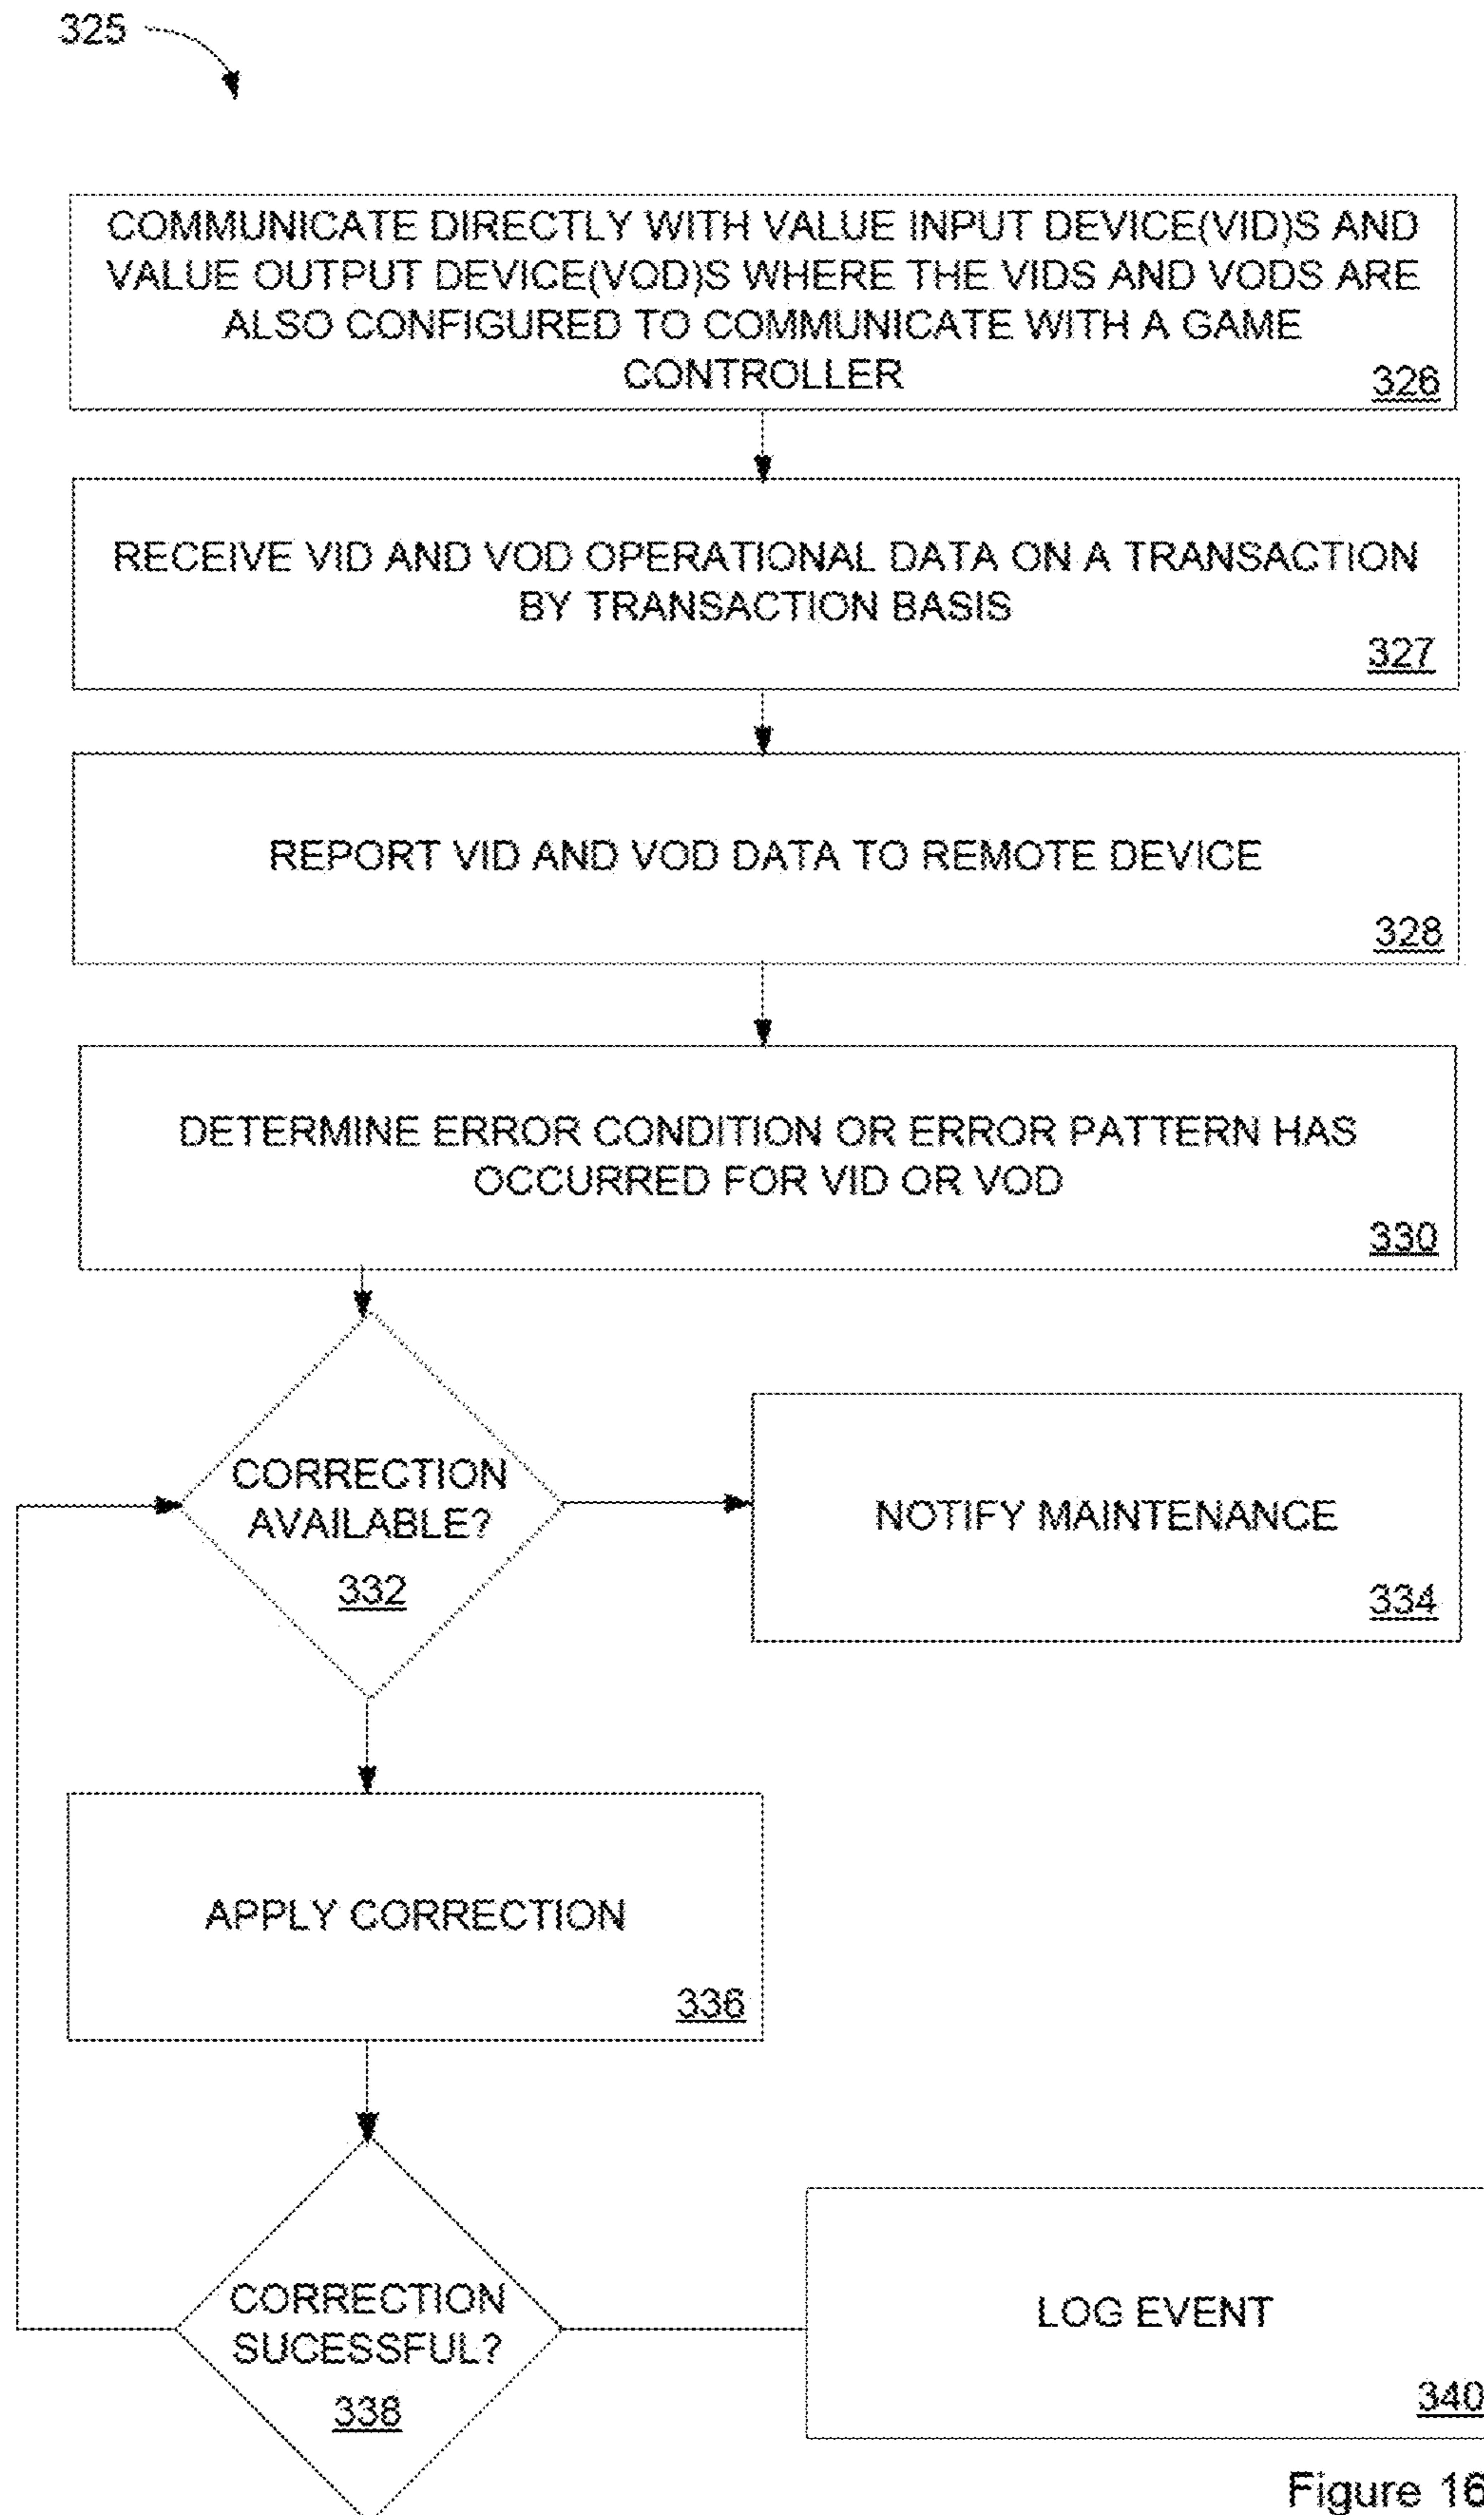 325
COMMUNICATE DIRECTLY WITH VALUE INPUT DEVICE(VID)S AND
VALUE OUTPUT DEVICE(VOD)S WHERE THE VIDS AND VODS ARE
ALSO CONFIGURED TO COMMUNICATE WITH A GAME
CONTROLLER
326
RECEIVE VID AND VOD OPERATIONAL DATA ON A TRANSACTION
BY TRANSACTION BASIS
327
REPORT VID AND VOD DATA TO REMOTE DEVICE
328
DETERMINE ERROR CONDITION OR ERROR PATTERN HAS
OCCURRED FOR VID OR VOD
330
CORRECTION
AVAILABLE?
332
NOTIFY MAINTENANCE
334
APPLY CORRECTION
336
CORRECTION
SUCESSFUL?
338
LOG EVENT
340
Figure 16